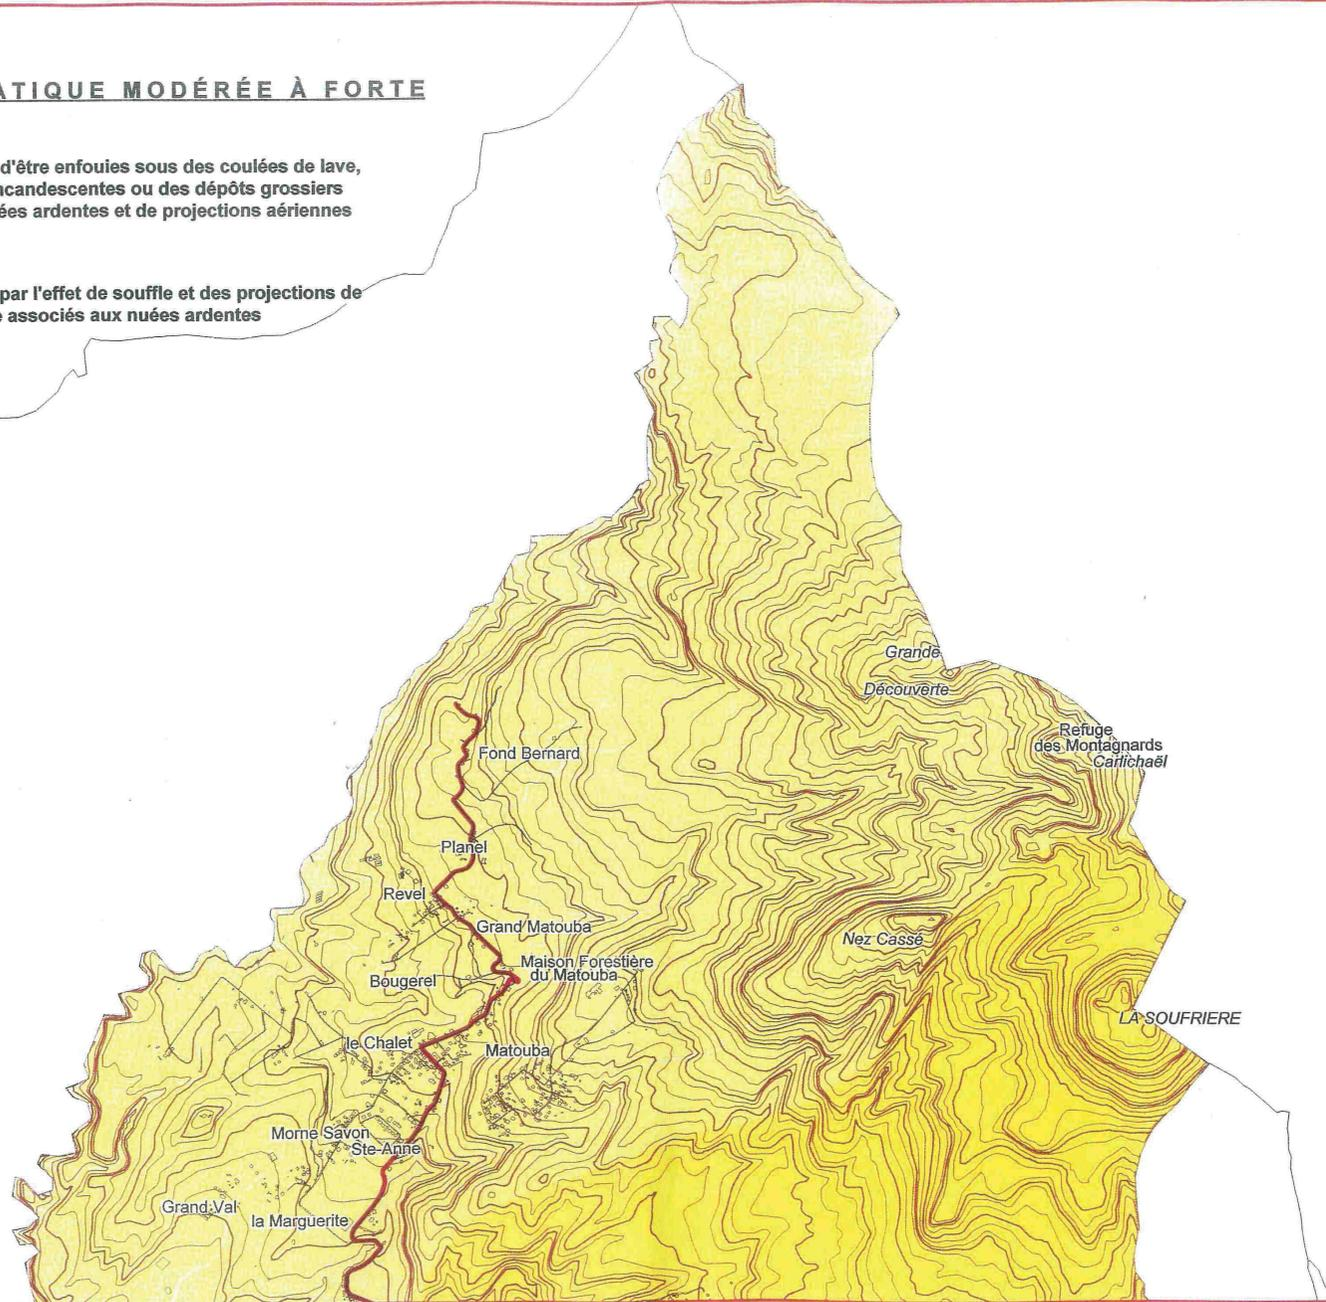 ATIQUE MODÉRÉE À FORTE
d'être enfouies sous des coulées de lave,
ncandescentes ou des dépôts grossiers
ées ardentes et de projections aériennes
par l'effet de souffle et des projections de
e associés aux nuées ardentes
Grande
Découverte
Refuge
des Montagnards
Carlichaël
Fond Bernard
Planel
Revel
Grand Matouba
Nez Cassé
Maison Forestière
du Matouba
Bougerel
LA SOUFRIERE
le Chalet
Matouba
Morne Savon
Ste-Anne
Grand Val
la Marguerite